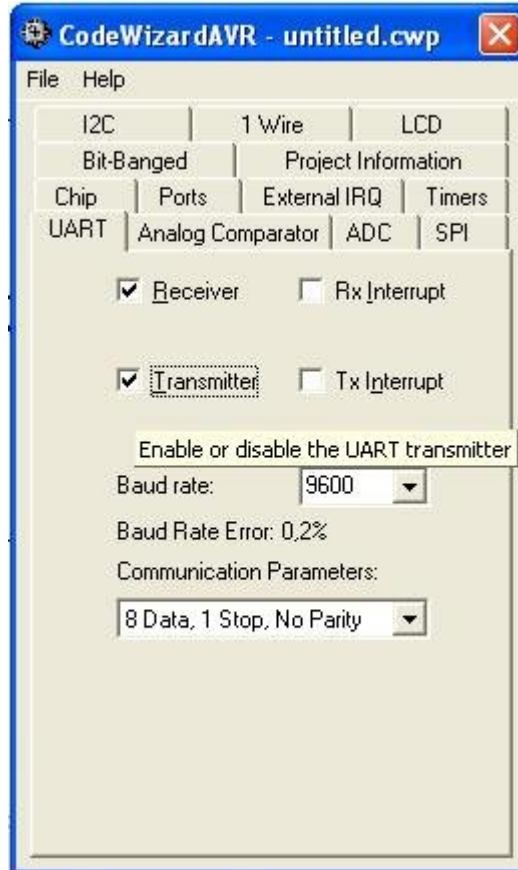 CodeWizardAVR - untitled.cwp
File Help
I2C 1 Wire LCD
Bit-Banged Project Information
Chip Ports External IRQ Timers
UART Analog Comparator ADC SPI
Receiver Rx Interrupt
Transmitter Tx Interrupt
Enable or disable the UART transmitter
Baud rate: 9600
Baud Rate Error: 0,2%
Communication Parameters:
8 Data, 1 Stop, No Parity